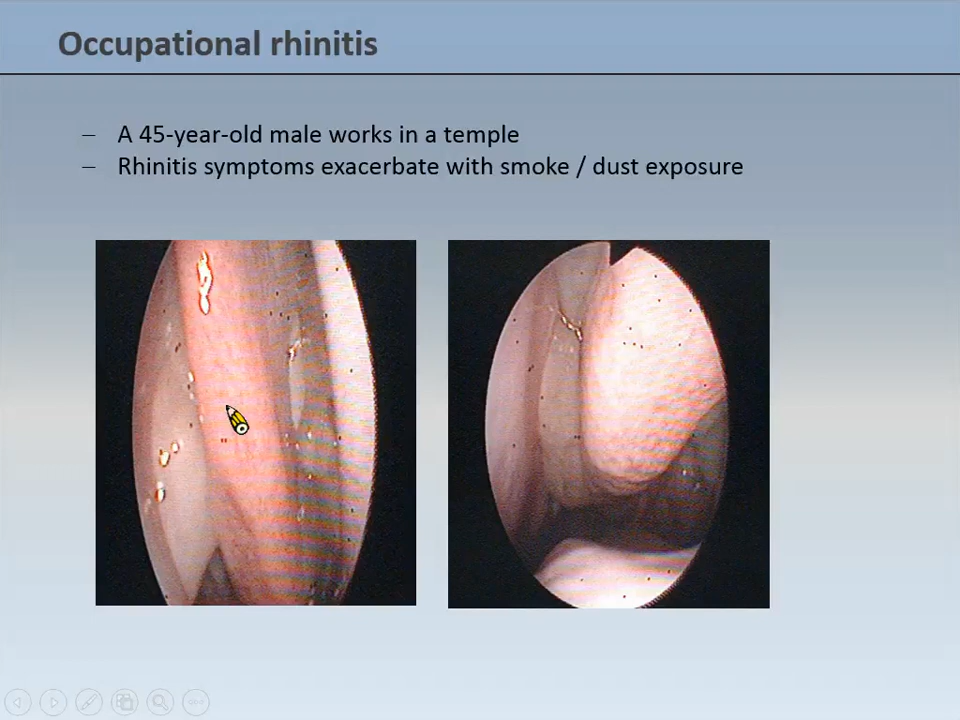 Occupational rhinitis
– A 45-year-old male works in a temple
– Rhinitis symptoms exacerbate with smoke / dust exposure